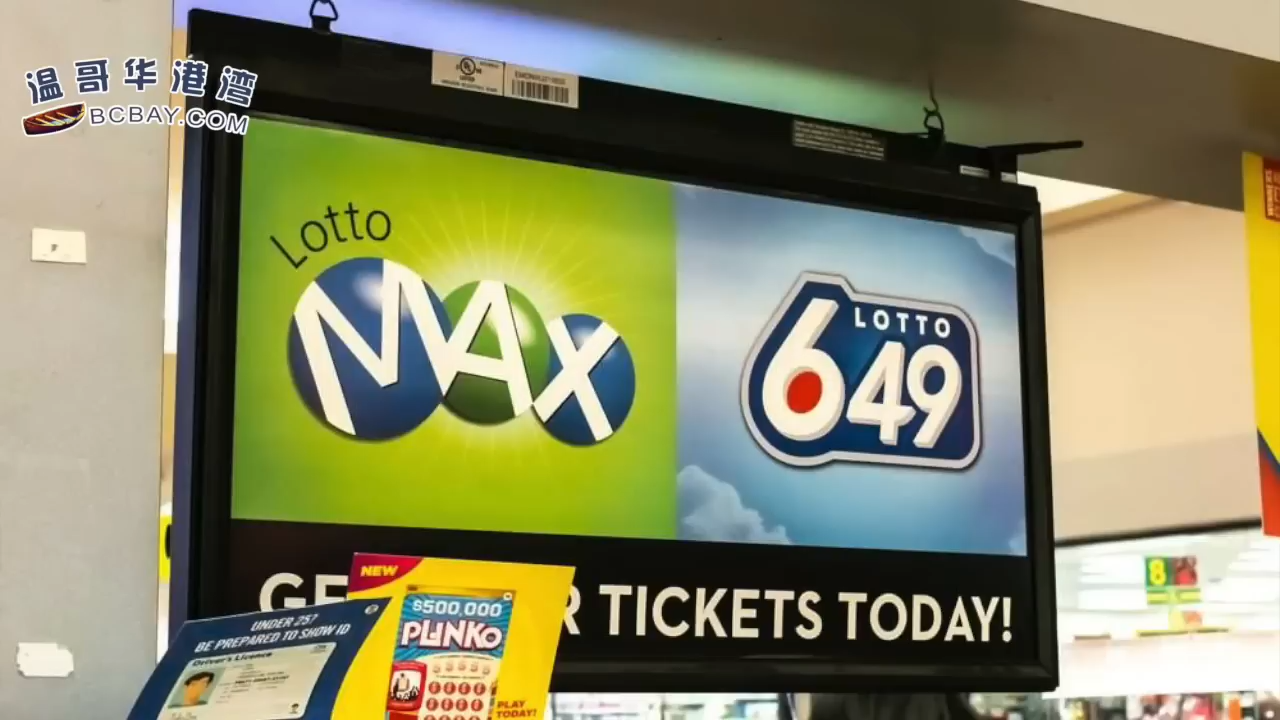 温哥华港湾
BCBAY.COM
Lotto
MAX
LOTTO
649
GE R TICKETS TODAY!
NEW
$500,000
PLINKO
PLAY
TODAY!
UNDER 25?
BE PREPARED TO SHOW ID
Driver's Licence
8